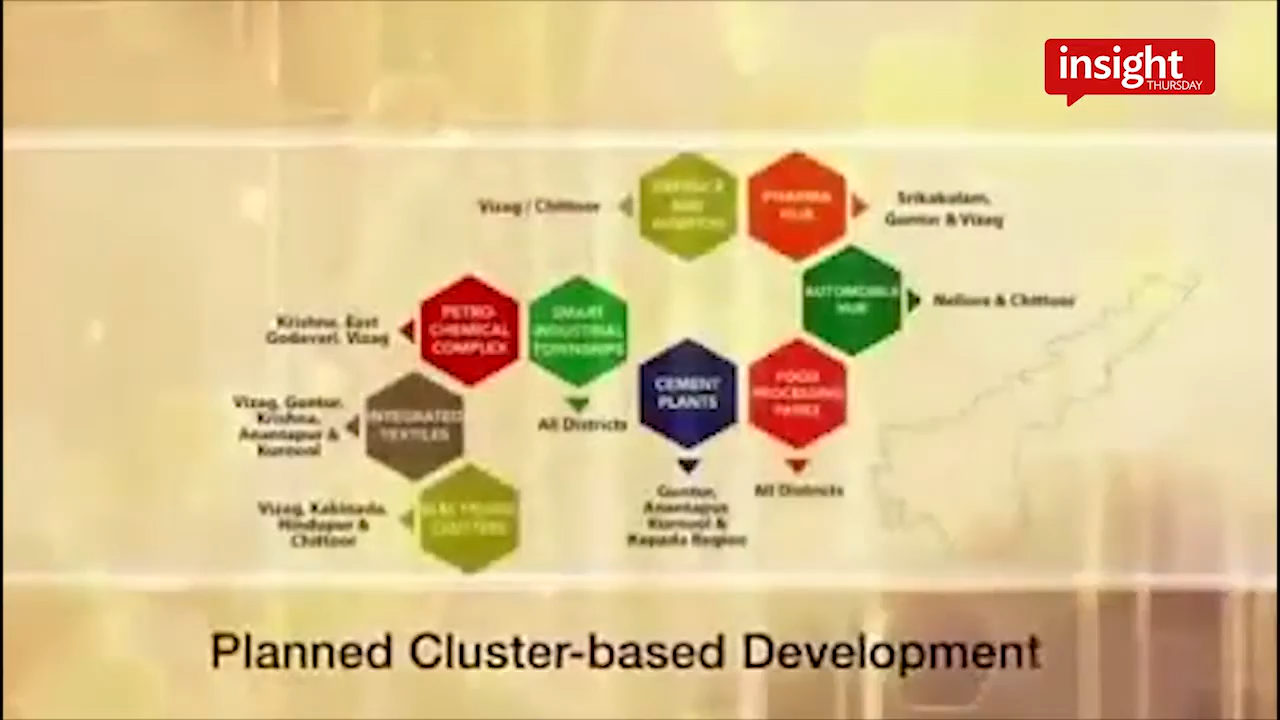 insight
THURSDAY
Vizag / Chittoor
DEFENCE
AND
PHARMA
HUB
Srikakulam,
Guntur & Vizag
AUTOMOBILE
HUB
Nellore & Chittoor
Krishna, East
Godavari, Vizag
PETRO-
CHEMICAL
COMPLEX
SMART
INDUSTRIAL
TOWNSHIPS
All Districts
CEMENT
PLANTS
Guntur,
Anantapur,
Kurnool &
Kapada Region
FOOD
PROCESSING
PARKS
All Districts
Vizag, Guntur,
Krishna,
Anantapur &
Kurnool
INTEGRATED
TEXTILES
Vizag, Kakinada,
Hindupur &
Chittoor
Planned Cluster-based Development